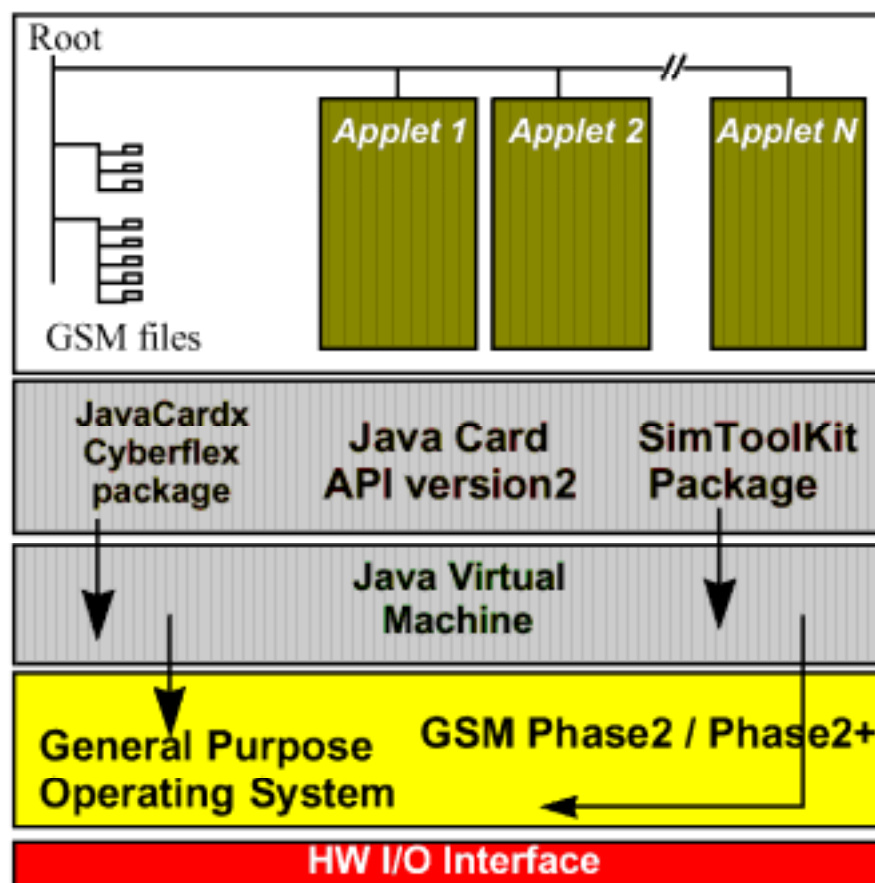 Root
Applet 1
Applet 2
Applet N
GSM files
JavaCardx
Cyberflex
package
Java Card
API version2
SimToolKit
Package
Java Virtual
Machine
General Purpose
Operating System
GSM Phase2 / Phase2+
HW I/O Interface